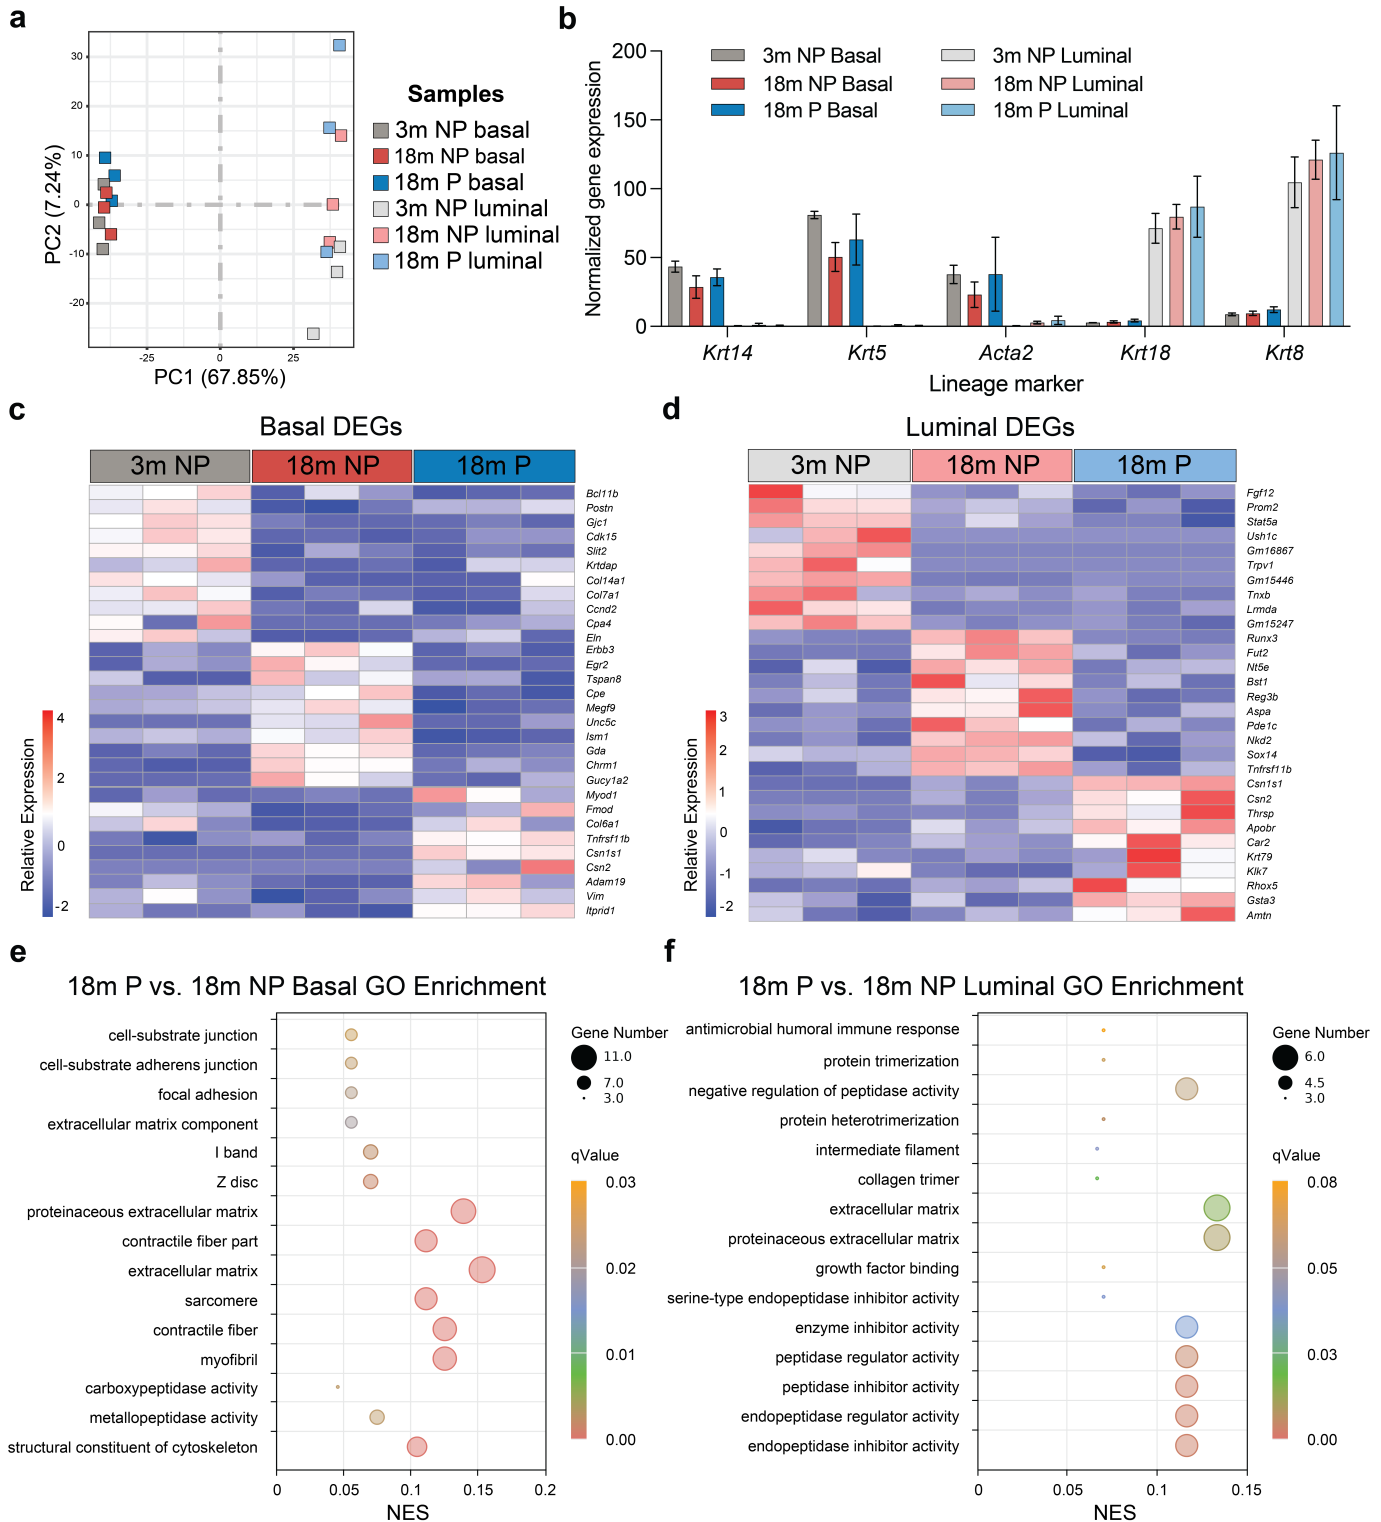 a
30
20
10
0
-10
-20
-25
0
25
PC2 (7.24%)
PC1 (67.85%)
Samples
3m NP basal
18m NP basal
18m P basal
3m NP luminal
18m NP luminal
18m P luminal
b
200
150
100
50
0
Normalized gene expression
3m NP Basal
18m NP Basal
18m P Basal
3m NP Luminal
18m NP Luminal
18m P Luminal
Krt14
Krt5
Acta2
Krt18
Krt8
Lineage marker
c
Basal DEGs
3m NP
18m NP
18m P
Bcl11b
Postn
Gjc1
Cdk15
Slit2
Krtdap
Col14a1
Col7a1
Ccnd2
Cpa4
Eln
Erbb3
Egr2
Tspan8
Cpe
Megf9
Unc5c
Ism1
Gda
Chrm1
Gucy1a2
Myod1
Fmod
Col6a1
Tnfrsf11b
Csn1s1
Csn2
Adam19
Vim
Itprid1
Relative Expression
4
2
0
-2
d
Luminal DEGs
3m NP
18m NP
18m P
Fgf12
Prom2
Stat5a
Ush1c
Gm16867
Trpv1
Gm15446
Tnxb
Lrmda
Gm15247
Runx3
Fut2
Nt5e
Bst1
Reg3b
Aspa
Pde1c
Nkd2
Sox14
Tnfrsf11b
Csn1s1
Csn2
Thrsp
Apobr
Car2
Krt79
Klk7
Rhox5
Gsta3
Amtn
Relative Expression
3
2
1
0
-1
-2
e
18m P vs. 18m NP Basal GO Enrichment
cell-substrate junction
cell-substrate adherens junction
focal adhesion
extracellular matrix component
I band
Z disc
proteinaceous extracellular matrix
contractile fiber part
extracellular matrix
sarcomere
contractile fiber
myofibril
carboxypeptidase activity
metallopeptidase activity
structural constituent of cytoskeleton
0
0.05
0.1
0.15
0.2
NES
Gene Number
11.0
7.0
3.0
qValue
0.03
0.02
0.01
0.00
f
18m P vs. 18m NP Luminal GO Enrichment
antimicrobial humoral immune response
protein trimerization
negative regulation of peptidase activity
protein heterotrimerization
intermediate filament
collagen trimer
extracellular matrix
proteinaceous extracellular matrix
growth factor binding
serine-type endopeptidase inhibitor activity
enzyme inhibitor activity
peptidase regulator activity
peptidase inhibitor activity
endopeptidase regulator activity
endopeptidase inhibitor activity
0
0.05
0.1
0.15
NES
Gene Number
6.0
4.5
3.0
qValue
0.08
0.05
0.03
0.00